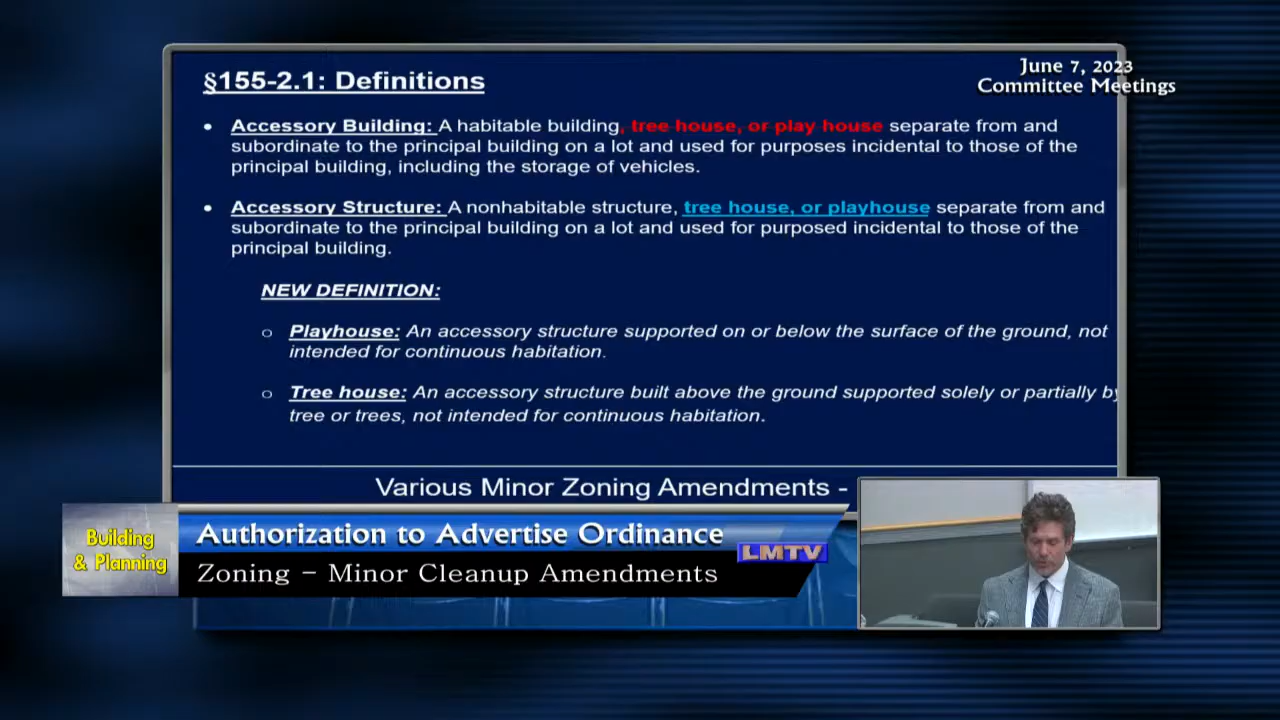 June 7, 2023
Committee Meetings
§155-2.1: Definitions
• Accessory Building: A habitable building, tree house, or play house separate from and
subordinate to the principal building on a lot and used for purposes incidental to those of the
principal building, including the storage of vehicles.
• Accessory Structure: A nonhabitable structure, tree house, or playhouse separate from and
subordinate to the principal building on a lot and used for purposed incidental to those of the
principal building.
NEW DEFINITION:
o Playhouse: An accessory structure supported on or below the surface of the ground, not
intended for continuous habitation.
o Tree house: An accessory structure built above the ground supported solely or partially by
tree or trees, not intended for continuous habitation.
Various Minor Zoning Amendments -
Building
& Planning
Authorization to Advertise Ordinance
LMTV
Zoning – Minor Cleanup Amendments